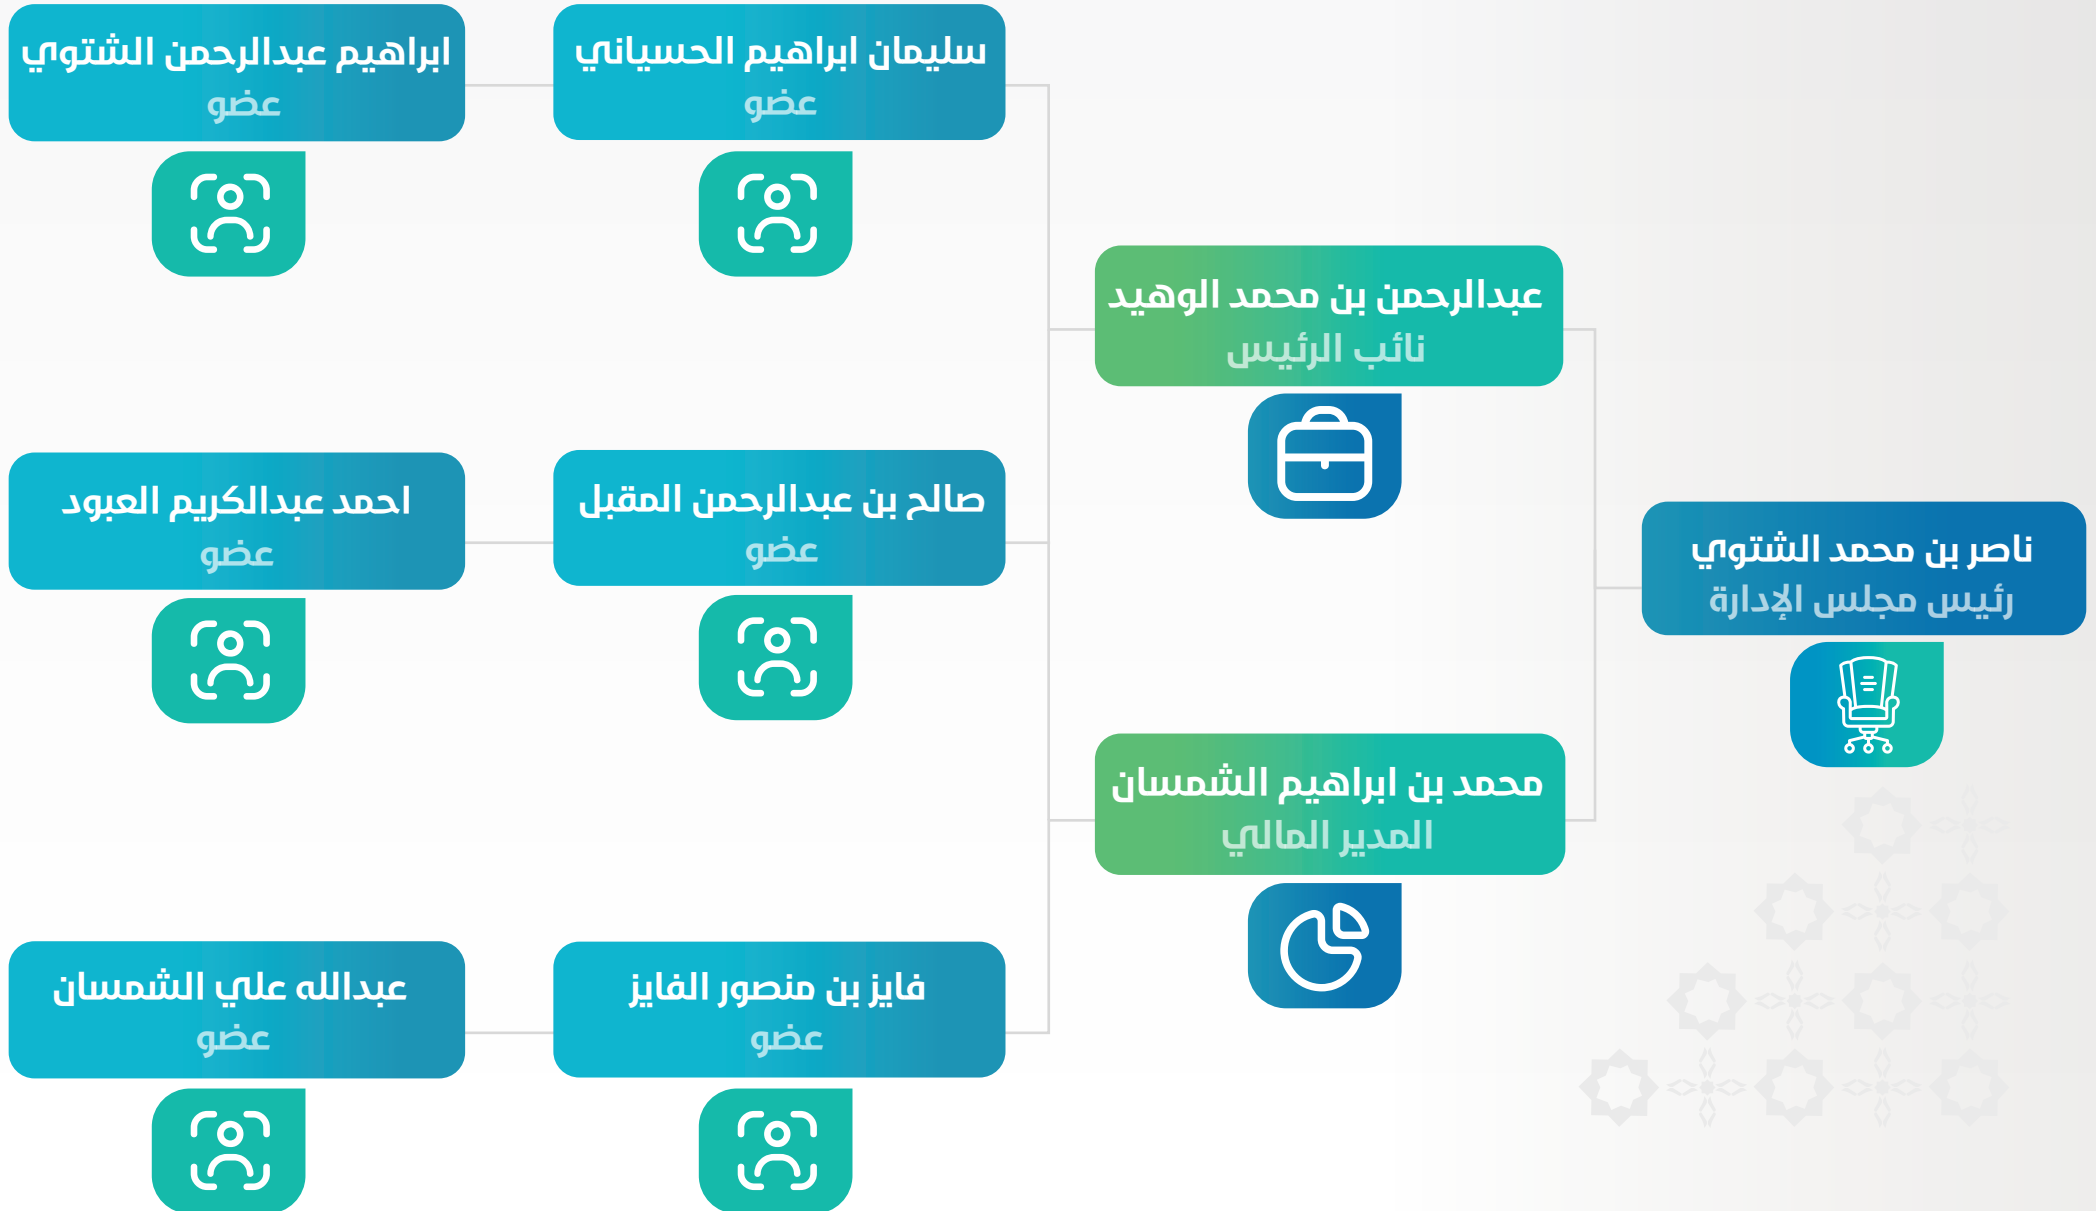 ناصر بن محمد الشتوي
رئيس مجلس الإدارة
عبدالرحمن بن محمد الوهيد
نائب الرئيس
محمد بن ابراهيم الشمسان
المدير المالي
سليمان ابراهيم الحسياني
عضو
ابراهيم عبدالرحمن الشتوي
عضو
صالح بن عبدالرحمن المقبل
عضو
احمد عبدالكريم العبود
عضو
فايز بن منصور الفايز
عضو
عبدالله علي الشمسان
عضو